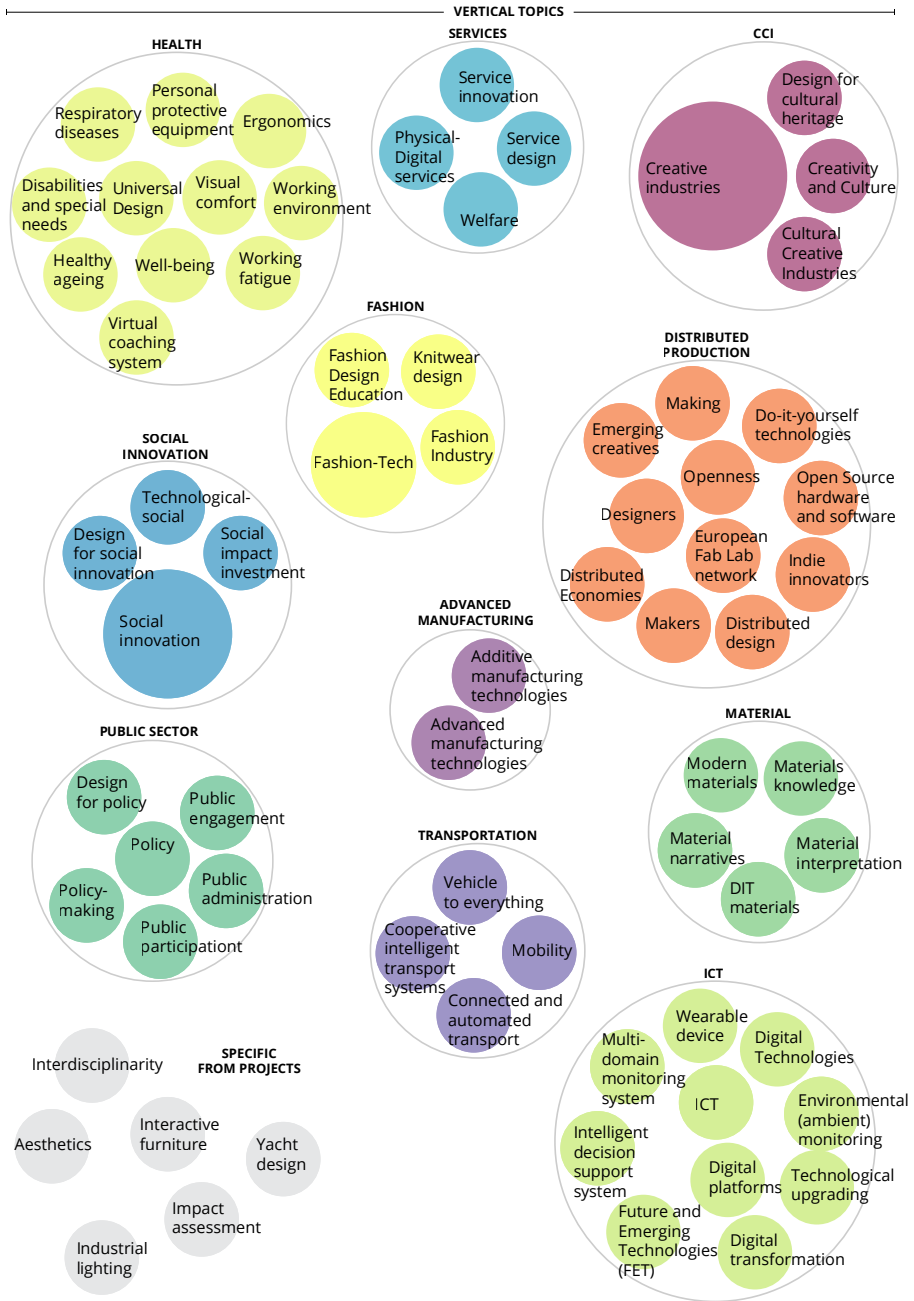 VERTICAL TOPICS
HEALTH
Respiratory
diseases
Personal
protective
equipment
Ergonomics
Disabilities
and special
needs
Universal
Design
Visual
comfort
Working
environment
Healthy
ageing
Well-being
Working
fatigue
Virtual
coaching
system
SERVICES
Service
innovation
Physical-
Digital
services
Service
design
Welfare
CCI
Creative
industries
Design for
cultural
heritage
Creativity
and Culture
Cultural
Creative
Industries
FASHION
Fashion
Design
Education
Knitwear
design
Fashion-Tech
Fashion
Industry
DISTRIBUTED
PRODUCTION
Making
Emerging
creatives
Do-it-yourself
technologies
Openness
Open Source
hardware
and software
Designers
European
Fab Lab
network
Indie
innovators
Distributed
Economies
Makers
Distributed
design
SOCIAL
INNOVATION
Technological-
social
Design
for social
innovation
Social
impact
investment
Social
innovation
ADVANCED
MANUFACTURING
Additive
manufacturing
technologies
Advanced
manufacturing
technologies
PUBLIC SECTOR
Design
for policy
Public
engagement
Policy
Policy-
making
Public
administration
Public
participationt
MATERIAL
Modern
materials
Materials
knowledge
Material
narratives
Material
interpretation
DIT
materials
TRANSPORTATION
Vehicle
to everything
Cooperative
intelligent
transport
systems
Mobility
Connected and
automated
transport
ICT
Wearable
device
Multi-
domain
monitoring
system
Digital
Technologies
ICT
Environmental
(ambient)
monitoring
Intelligent
decision
support
system
Digital
platforms
Technological
upgrading
Future and
Emerging
Technologies
(FET)
Digital
transformation
SPECIFIC
FROM PROJECTS
Interdisciplinarity
Aesthetics
Interactive
furniture
Yacht
design
Impact
assessment
Industrial
lighting